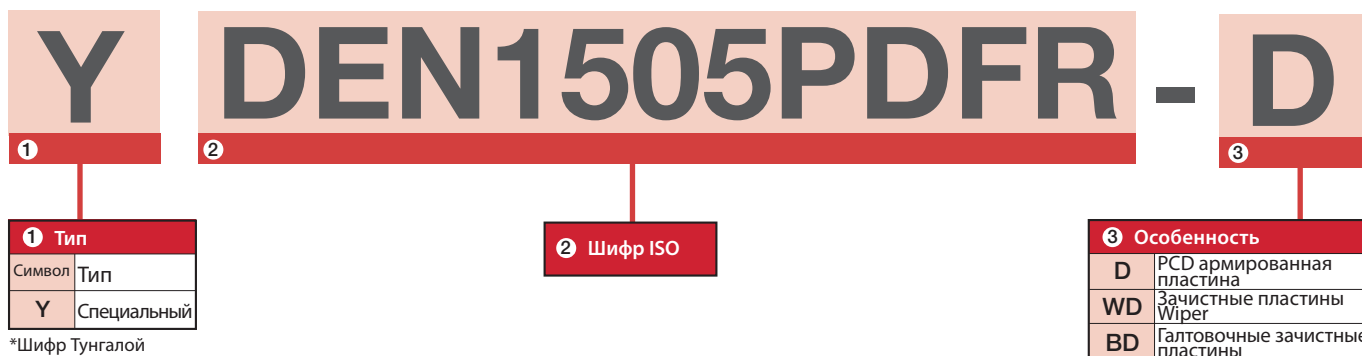 Y DEN1505PDFR - D
① ② ③
① Тип
Символ Тип
Y Специальный
*Шифр Тунгалой
② Шифр ISO
③ Особенность
D PCD армированная
пластина
WD Зачистные пластины
Wiper
BD Галтовочные зачистные
пластины